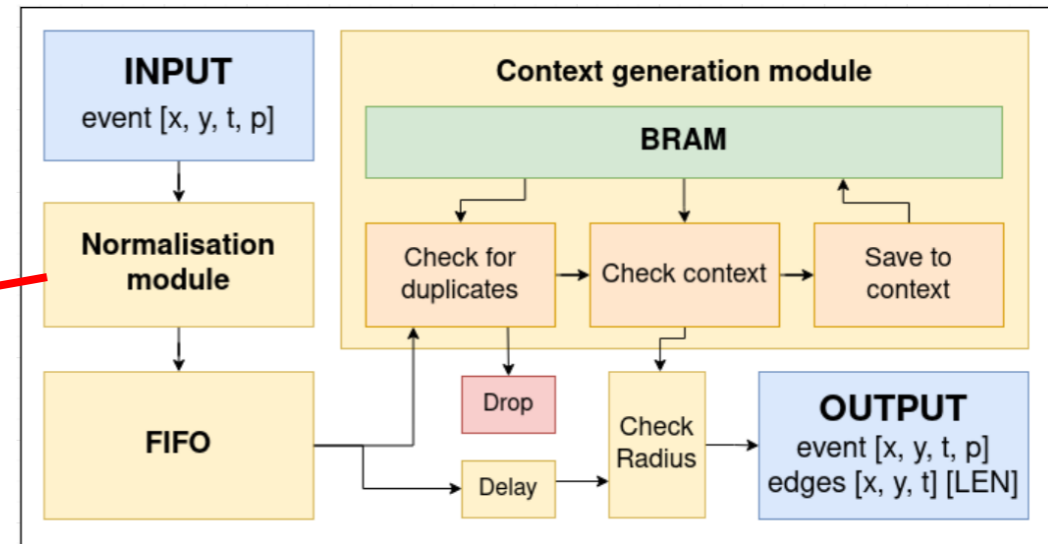 INPUT
event [x, y, t, p]
Normalisation
module
FIFO
Context generation module
BRAM
Check for
duplicates
Check context
Save to
context
Drop
Delay
Check
Radius
OUTPUT
event [x, y, t, p]
edges [x, y, t] [LEN]